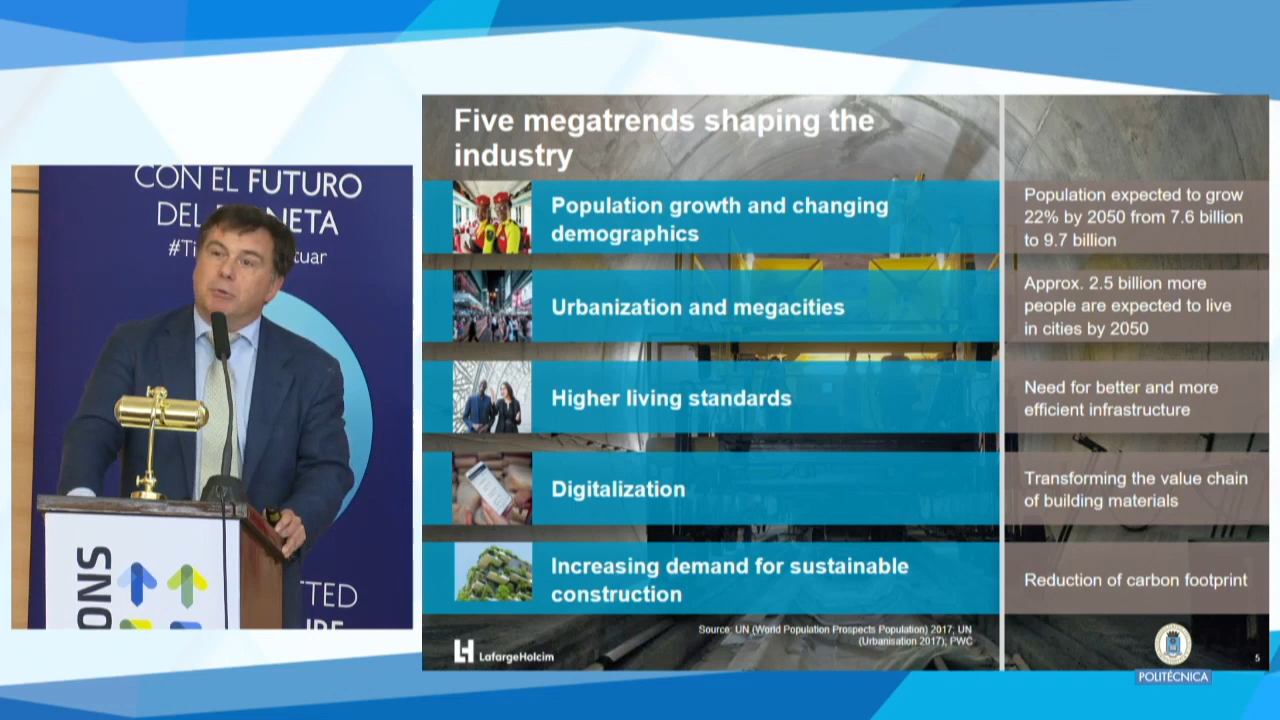 CON EL FUTURO
DEL
#Ti
tuar
ONS
Five megatrends shaping the
industry
Population growth and changing
demographics
Population expected to grow
22% by 2050 from 7.6 billion
to 9.7 billion
Urbanization and megacities
Approx. 2.5 billion more
people are expected to live
in cities by 2050
Higher living standards
Need for better and more
efficient infrastructure
Digitalization
Transforming the value chain
of building materials
Increasing demand for sustainable
construction
Reduction of carbon footprint
Source: UN (World Population Prospects Population) 2017; UN
(Urbanisation 2017); PWC
LafargeHolcim
5
POLITÉCNICA